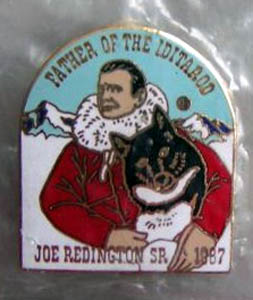 FATHER OF THE IDITAROD
JOE REDINGTON SR. 1987